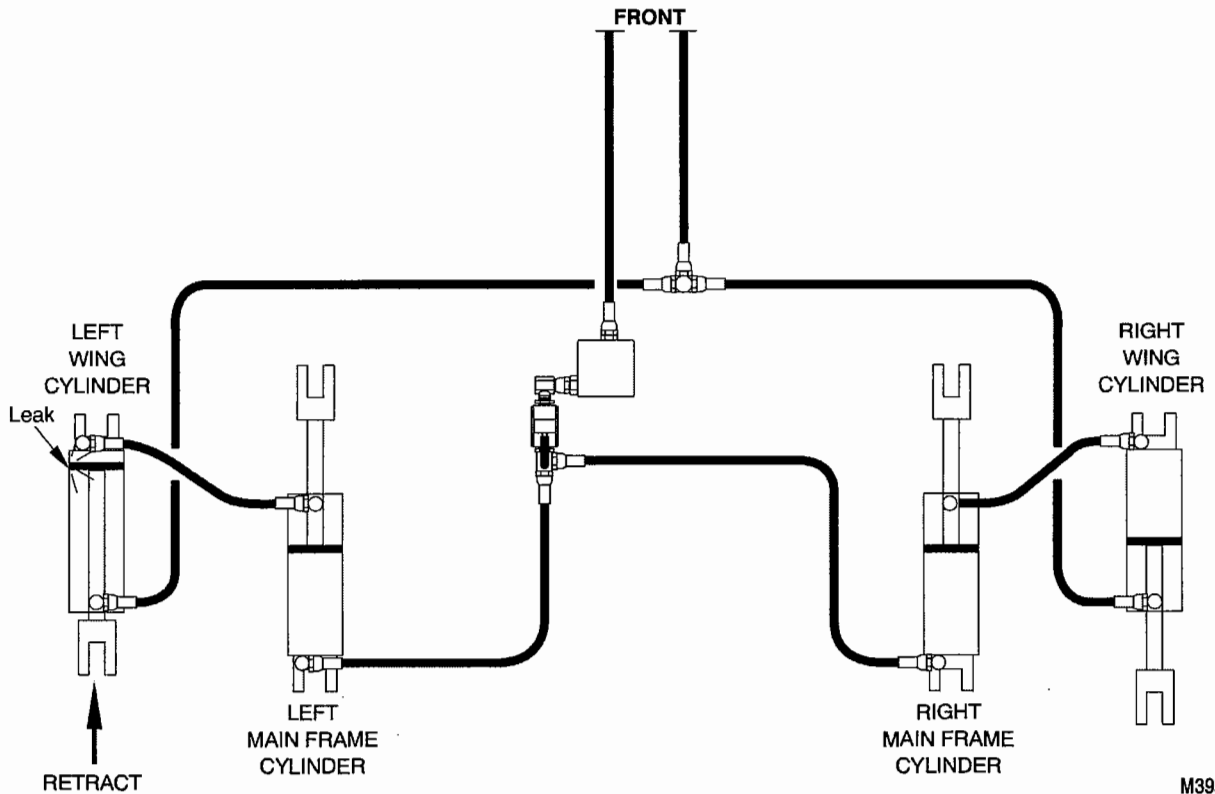 FRONT
LEFT
WING
CYLINDER
Leak
RIGHT
WING
CYLINDER
LEFT
MAIN FRAME
CYLINDER
RIGHT
MAIN FRAME
CYLINDER
RETRACT
M39